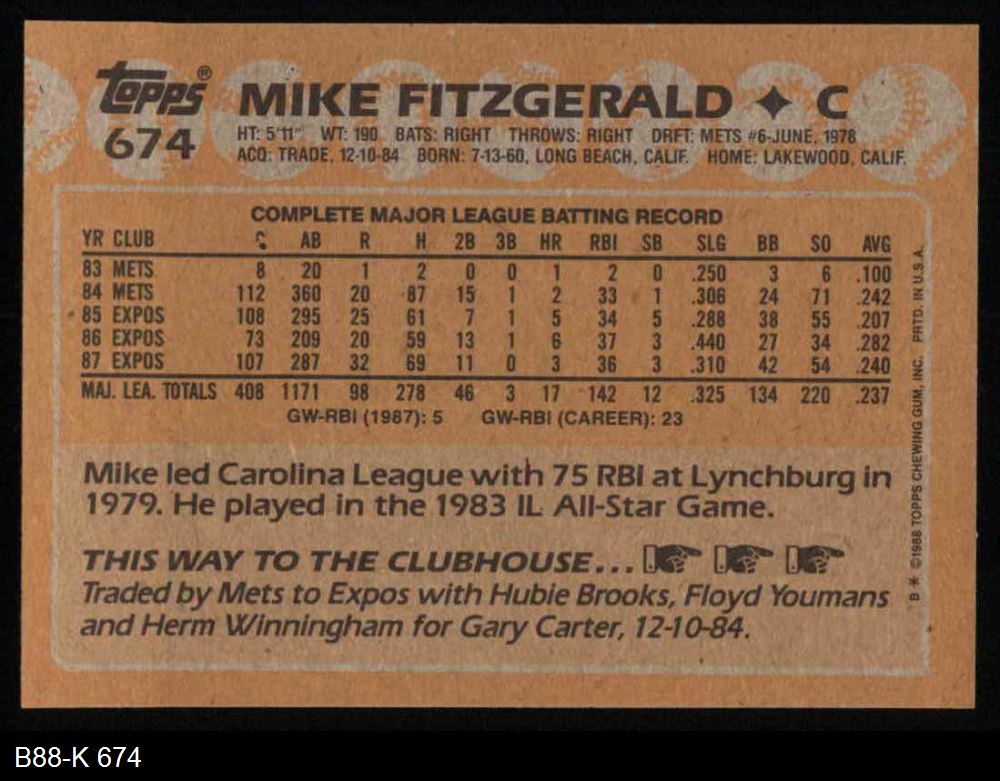 topps® MIKE FITZGERALD ✦ C
674 HT: 5'11" WT: 190 BATS: RIGHT THROWS: RIGHT DRFT: METS #6-JUNE, 1978
ACQ: TRADE, 12-10-84 BORN: 7-13-60, LONG BEACH, CALIF. HOME: LAKEWOOD, CALIF.
COMPLETE MAJOR LEAGUE BATTING RECORD
YR CLUB G AB R H 2B 3B HR RBI SB SLG BB SO AVG
83 METS 8 20 1 2 0 0 1 2 0 .250 3 6 .100
84 METS 112 360 20 87 15 1 2 33 1 .306 24 71 .242
85 EXPOS 108 295 25 61 7 1 5 34 5 .288 38 55 .207
86 EXPOS 73 209 20 59 13 1 6 37 3 .440 27 34 .282
87 EXPOS 107 287 32 69 11 0 3 36 3 .310 42 54 .240
MAJ. LEA. TOTALS 408 1171 98 278 46 3 17 142 12 .325 134 220 .237
GW-RBI (1987): 5 GW-RBI (CAREER): 23
Mike led Carolina League with 75 RBI at Lynchburg in
1979. He played in the 1983 IL All-Star Game.
THIS WAY TO THE CLUBHOUSE...
Traded by Mets to Expos with Hubie Brooks, Floyd Youmans
and Herm Winningham for Gary Carter, 12-10-84.
B * ©1988 TOPPS CHEWING GUM, INC. PRTD. IN U.S.A.
B88-K 674